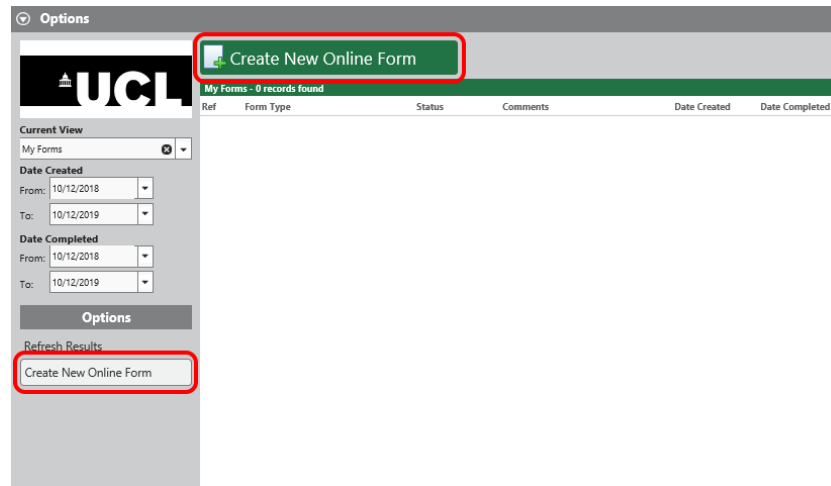 Options
UCL
Create New Online Form
My Forms - 0 records found
Ref Form Type Status Comments Date Created Date Completed
Current View
My Forms
Date Created
From: 10/12/2018
To: 10/12/2019
Date Completed
From: 10/12/2018
To: 10/12/2019
Options
Refresh Results
Create New Online Form